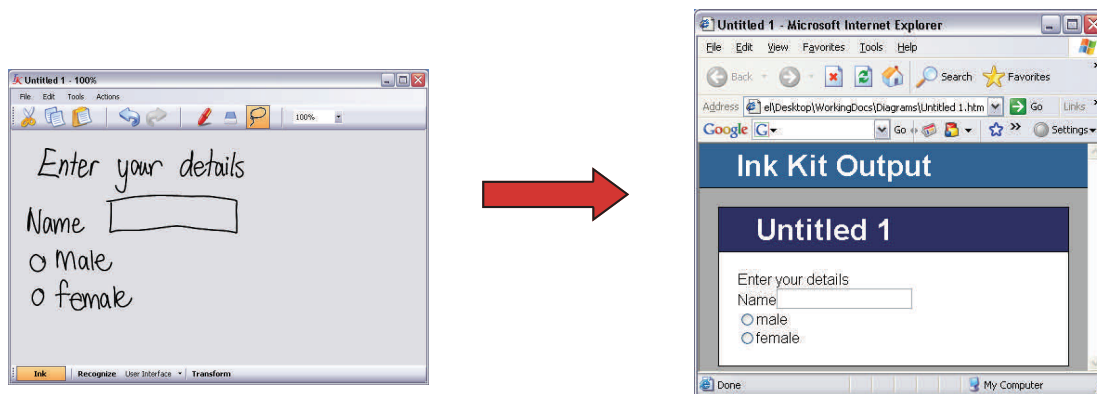 Untitled 1 - 100%
File Edit Tools Actions
100%
Enter your details
Name
Male
female
Ink Recognize User Interface Transform
Untitled 1 - Microsoft Internet Explorer
File Edit View Favorites Tools Help
Back Search Favorites
Address el\Desktop\WorkingDocs\Diagrams\Untitled 1.htm Go Links
Google G Go Settings
Ink Kit Output
Untitled 1
Enter your details
Name
male
female
Done My Computer